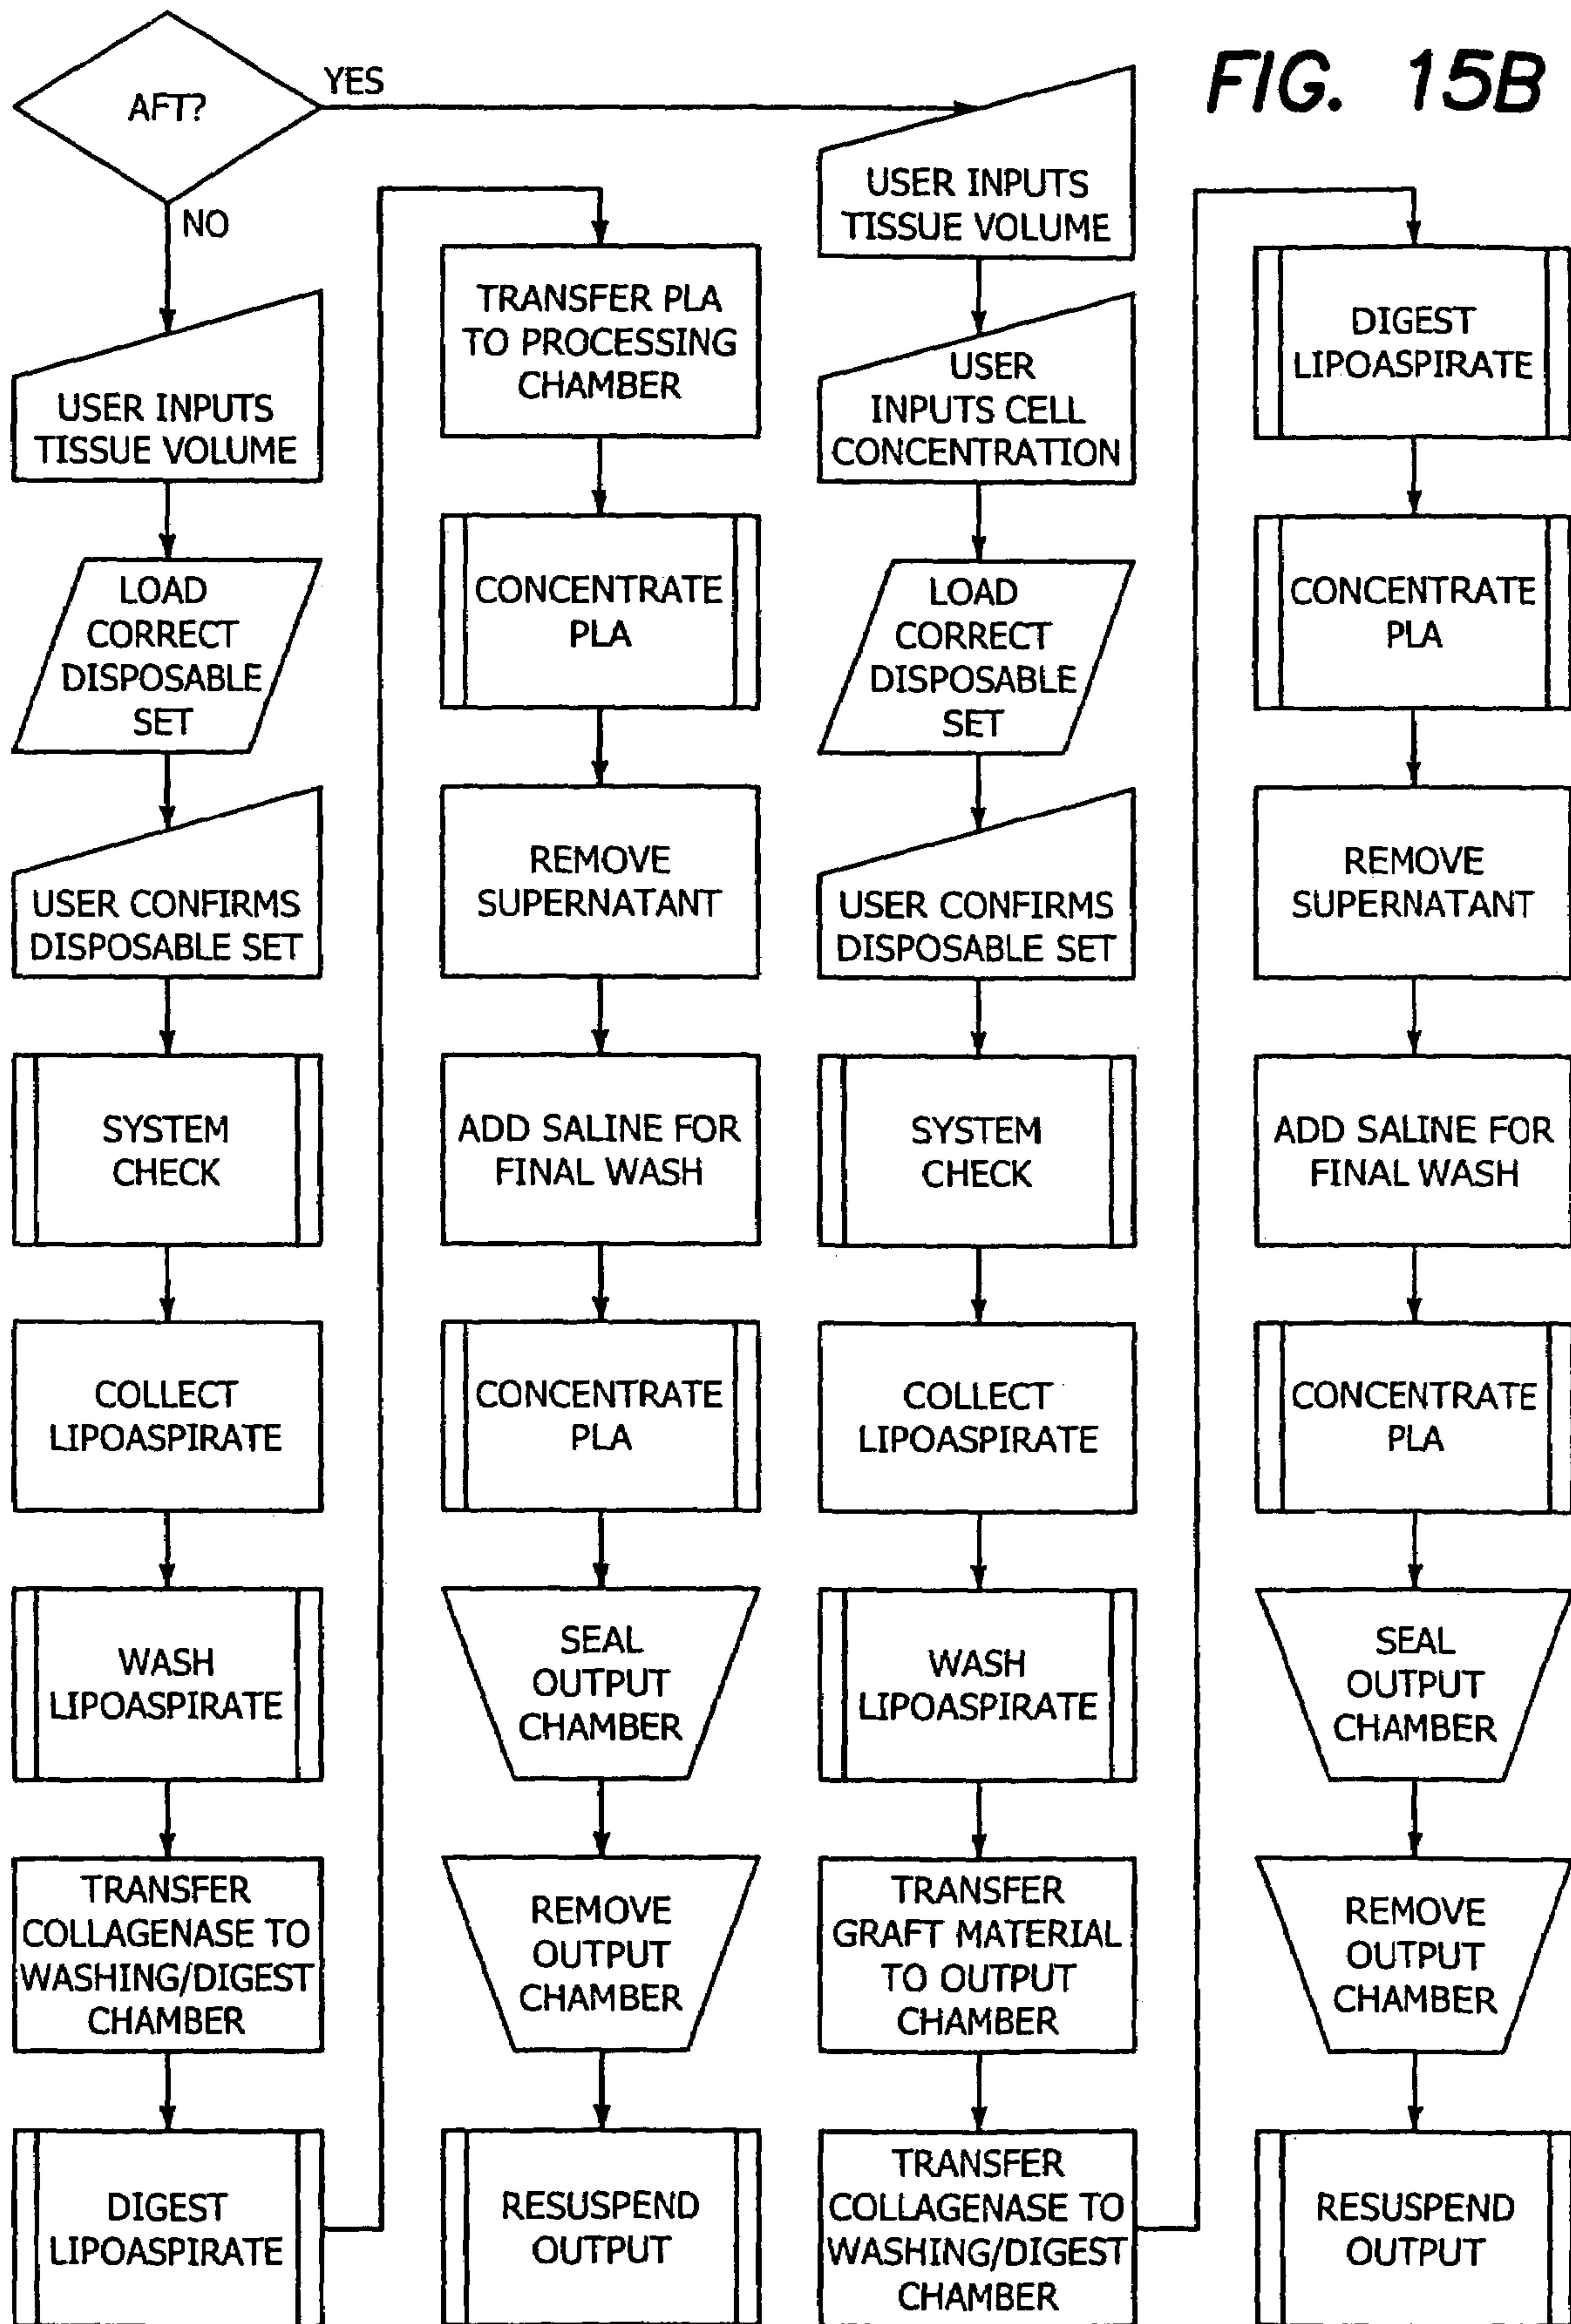 FIG. 15B
AFT?
YES
NO
USER INPUTS
TISSUE VOLUME
LOAD
CORRECT
DISPOSABLE
SET
USER CONFIRMS
DISPOSABLE SET
SYSTEM
CHECK
COLLECT
LIPOASPIRATE
WASH
LIPOASPIRATE
TRANSFER
COLLAGENASE TO
WASHING/DIGEST
CHAMBER
DIGEST
LIPOASPIRATE
TRANSFER PLA
TO PROCESSING
CHAMBER
CONCENTRATE
PLA
REMOVE
SUPERNATANT
ADD SALINE FOR
FINAL WASH
CONCENTRATE
PLA
SEAL
OUTPUT
CHAMBER
REMOVE
OUTPUT
CHAMBER
RESUSPEND
OUTPUT
USER INPUTS
TISSUE VOLUME
USER
INPUTS CELL
CONCENTRATION
LOAD
CORRECT
DISPOSABLE
SET
USER CONFIRMS
DISPOSABLE SET
SYSTEM
CHECK
COLLECT
LIPOASPIRATE
WASH
LIPOASPIRATE
TRANSFER
GRAFT MATERIAL
TO OUTPUT
CHAMBER
TRANSFER
COLLAGENASE TO
WASHING/DIGEST
CHAMBER
DIGEST
LIPOASPIRATE
CONCENTRATE
PLA
REMOVE
SUPERNATANT
ADD SALINE FOR
FINAL WASH
CONCENTRATE
PLA
SEAL
OUTPUT
CHAMBER
REMOVE
OUTPUT
CHAMBER
RESUSPEND
OUTPUT